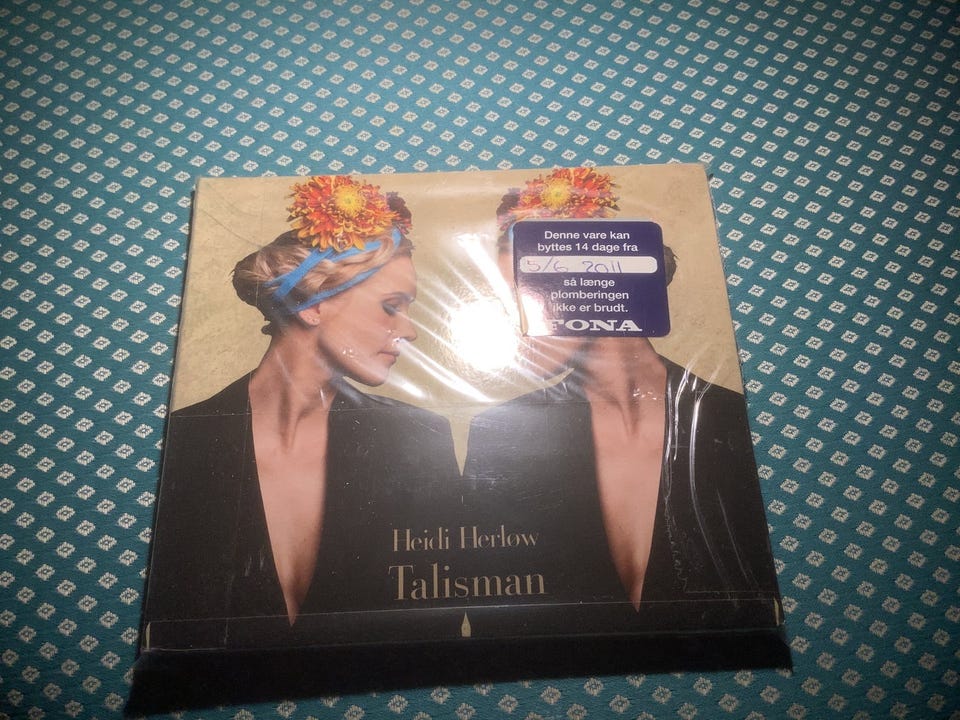 Denne vare kan
byttes 14 dage fra
5/6 2011
så længe
plomberingen
ikke er brudt.
FONA
Heidi Herløw
Talisman